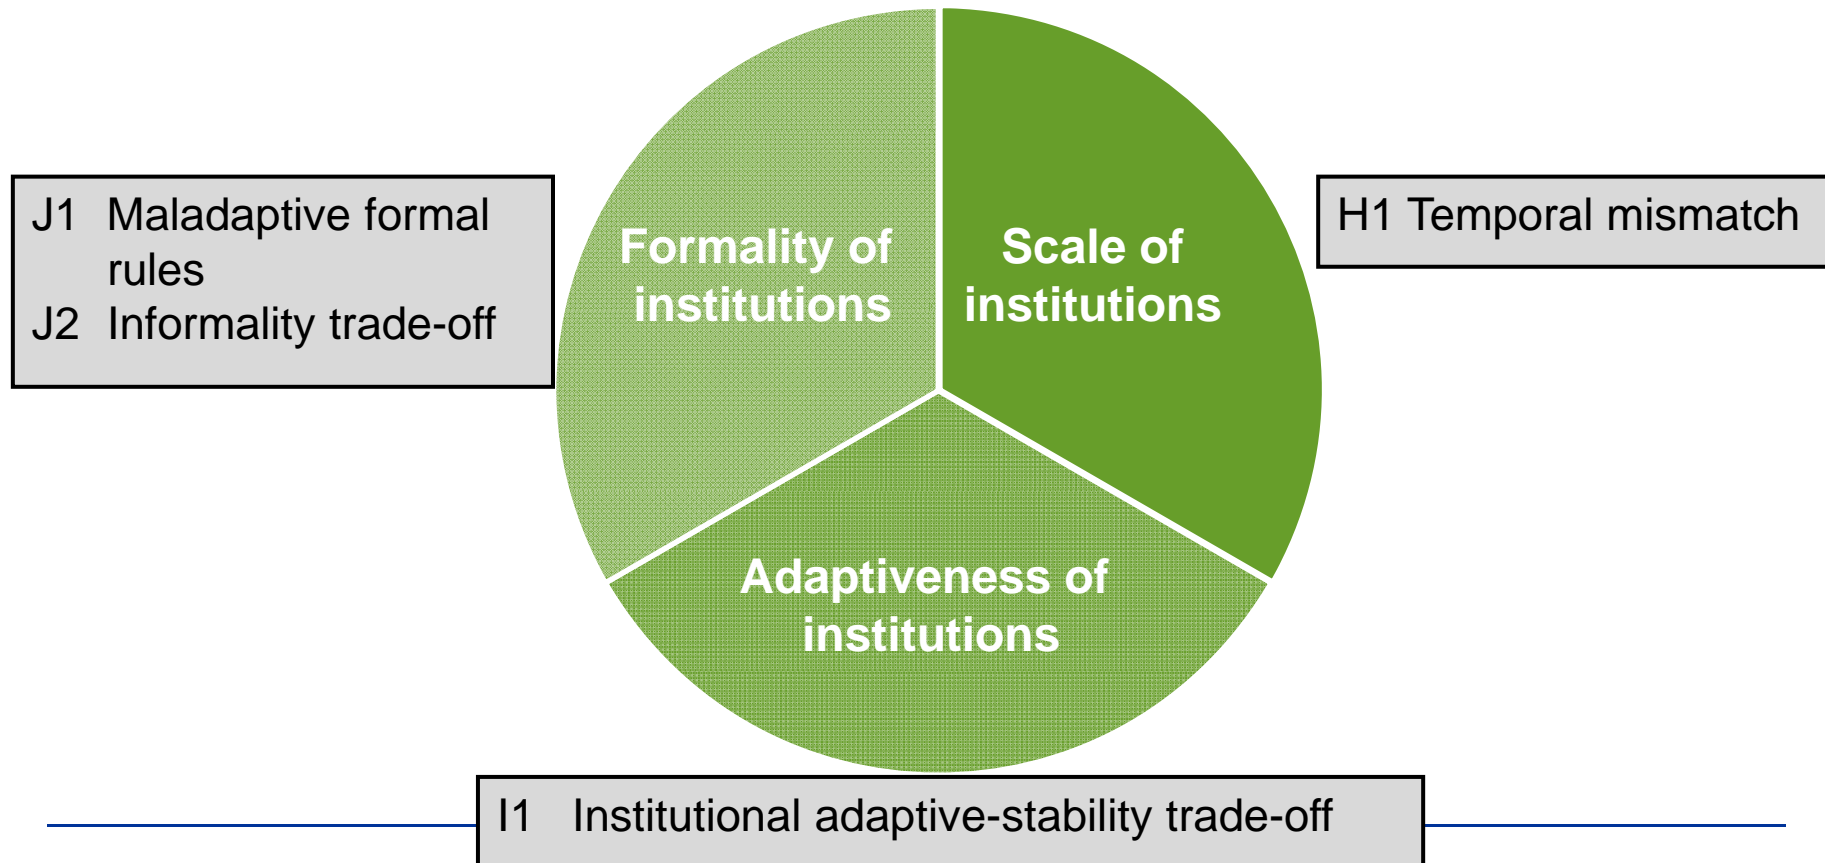 J1 Maladaptive formal
rules
J2 Informality trade-off
Formality of
institutions
Scale of
institutions
H1 Temporal mismatch
Adaptiveness of
institutions
I1 Institutional adaptive-stability trade-off